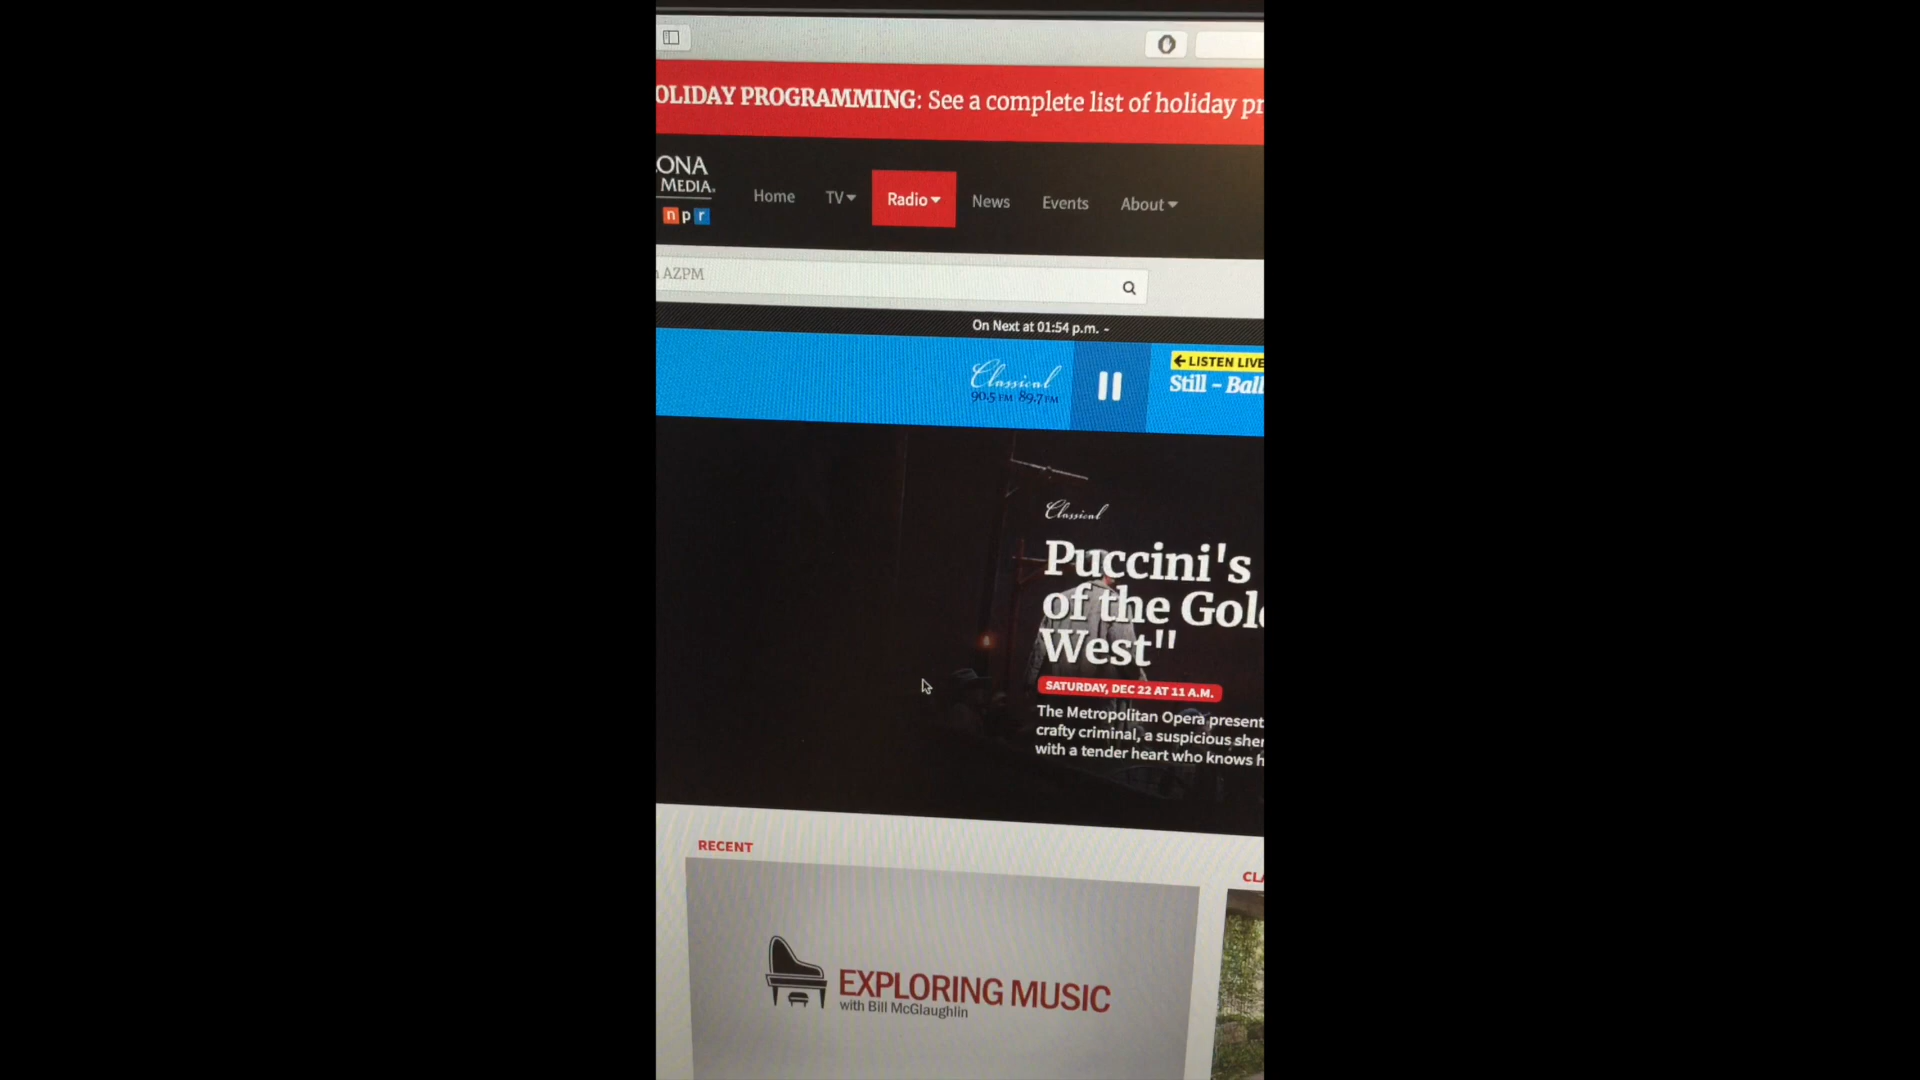 OLIDAY PROGRAMMING: See a complete list of holiday pr
ONA
MEDIA®
npr
Home TV Radio News Events About
AZPM
On Next at 01:54 p.m. -
Classical
90.5 FM 89.7 FM
LISTEN LIVE
Still - Ball
Classical
Puccini's
of the Gol
West"
SATURDAY, DEC 22 AT 11 A.M.
The Metropolitan Opera present
crafty criminal, a suspicious sher
with a tender heart who knows h
RECENT
CLA
EXPLORING MUSIC
with Bill McGlaughlin